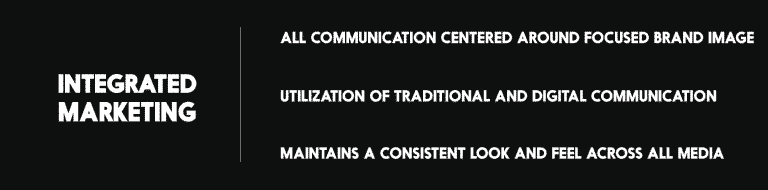 INTEGRATED
MARKETING
ALL COMMUNICATION CENTERED AROUND FOCUSED BRAND IMAGE
UTILIZATION OF TRADITIONAL AND DIGITAL COMMUNICATION
MAINTAINS A CONSISTENT LOOK AND FEEL ACROSS ALL MEDIA